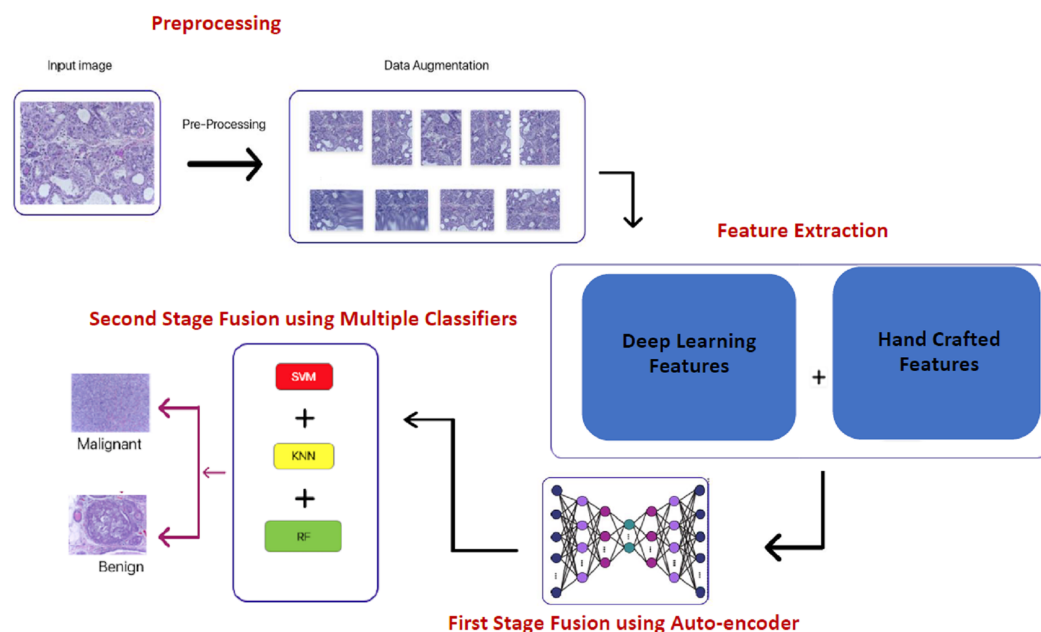 Preprocessing
Input image
Data Augmentation
Pre-Processing
Feature Extraction
Deep Learning
Features
+
Hand Crafted
Features
First Stage Fusion using Auto-encoder
Second Stage Fusion using Multiple Classifiers
SVM
+
KNN
+
RF
Malignant
Benign